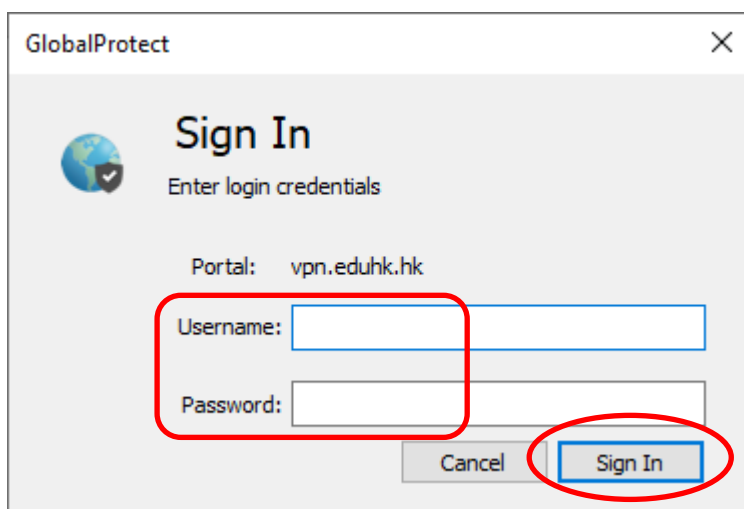 GlobalProtect
Sign In
Enter login credentials
Portal: vpn.eduhk.hk
Username:
Password:
Cancel Sign In